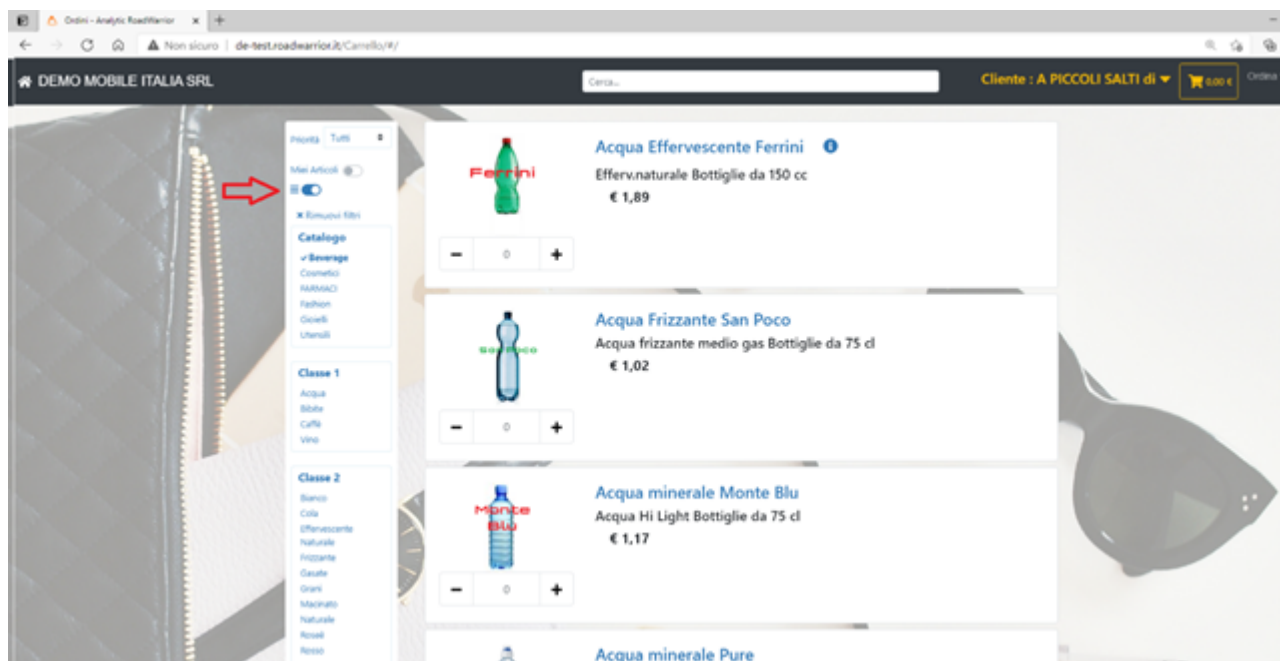 Ordini - Analytic RoadWarrior
Non sicuro | de-test.roadwarrior.it/Carrello/#/
DEMO MOBILE ITALIA SRL
Cerca...
Cliente : A PICCOLI SALTI di
0,00 €
Ordina
Priorità Tutti
Miei Articoli
Rimuovi filtri
Catalogo
Beverage
Cosmetici
FARMACI
Fashion
Gioielli
Utensili
Classe 1
Acqua
Bibite
Caffè
Vino
Classe 2
Bianco
Cola
Effervescente
Naturale
Frizzante
Gasate
Grani
Macinato
Naturale
Rosè
Rosso
Ferrini
Acqua Effervescente Ferrini
Efferv.naturale Bottiglie da 150 cc
€ 1,89
0
San Poco
Acqua Frizzante San Poco
Acqua frizzante medio gas Bottiglie da 75 cl
€ 1,02
0
Monte
Blu
Acqua minerale Monte Blu
Acqua Hi Light Bottiglie da 75 cl
€ 1,17
0
Acqua minerale Pure